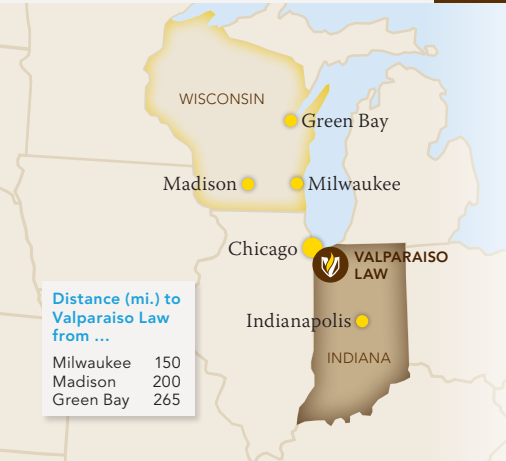 WISCONSIN
Green Bay
Madison
Milwaukee
Chicago
VALPARAISO
LAW
Distance (mi.) to
Valparaiso Law
from ...
Milwaukee 150
Madison 200
Green Bay 265
Indianapolis
INDIANA